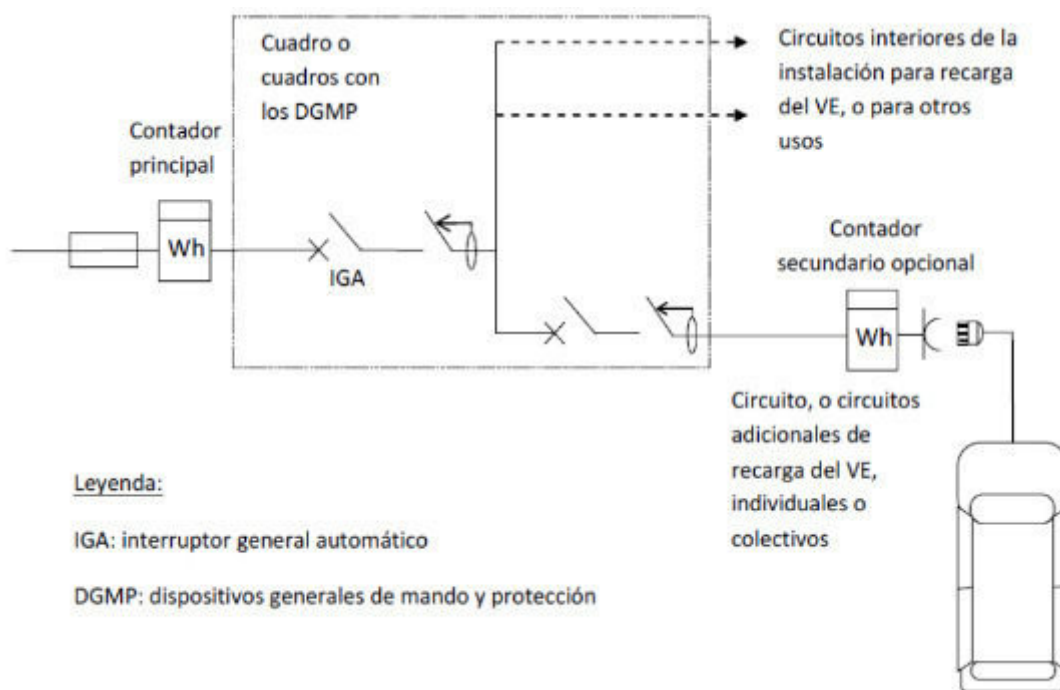 Cuadro o
cuadros con
los DGMP
Circuitos interiores de la
instalación para recarga
del VE, o para otros
usos
Contador
principal
Wh
IGA
Contador
secundario opcional
Wh
Circuito, o circuitos
adicionales de
recarga del VE,
individuales o
colectivos
Leyenda:
IGA: interruptor general automático
DGMP: dispositivos generales de mando y protección